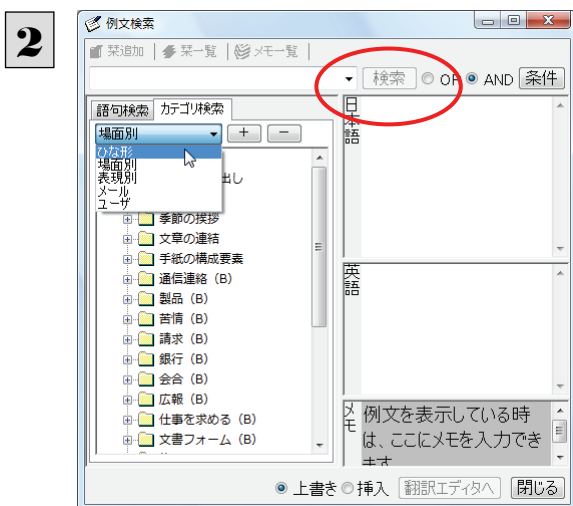 2
例文検索
栞追加 栞一覧 メモ一覧
検索 OR AND 条件
語句検索 カテゴリ検索
場面別 + -
ひな形
場面別
表現別
メール
ユーザ
出し
季節の挨拶
文章の連結
手紙の構成要素
通信連絡 (B)
製品 (B)
苦情 (B)
請求 (B)
銀行 (B)
会合 (B)
広報 (B)
仕事を求める (B)
文書フォーム (B)
日本語
英語
メモ
例文を表示している時
は、ここにメモを入力でき
ます
上書き 挿入 翻訳エディタへ 閉じる